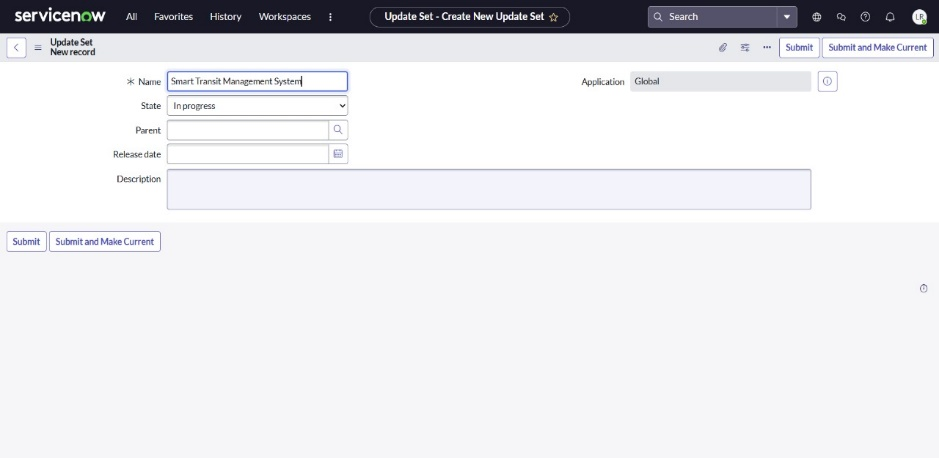 servicenow All Favorites History Workspaces Update Set - Create New Update Set Search LR
Update Set
New record
Submit Submit and Make Current
Name Smart Transit Management System Application Global
State In progress
Parent
Release date
Description
Submit Submit and Make Current